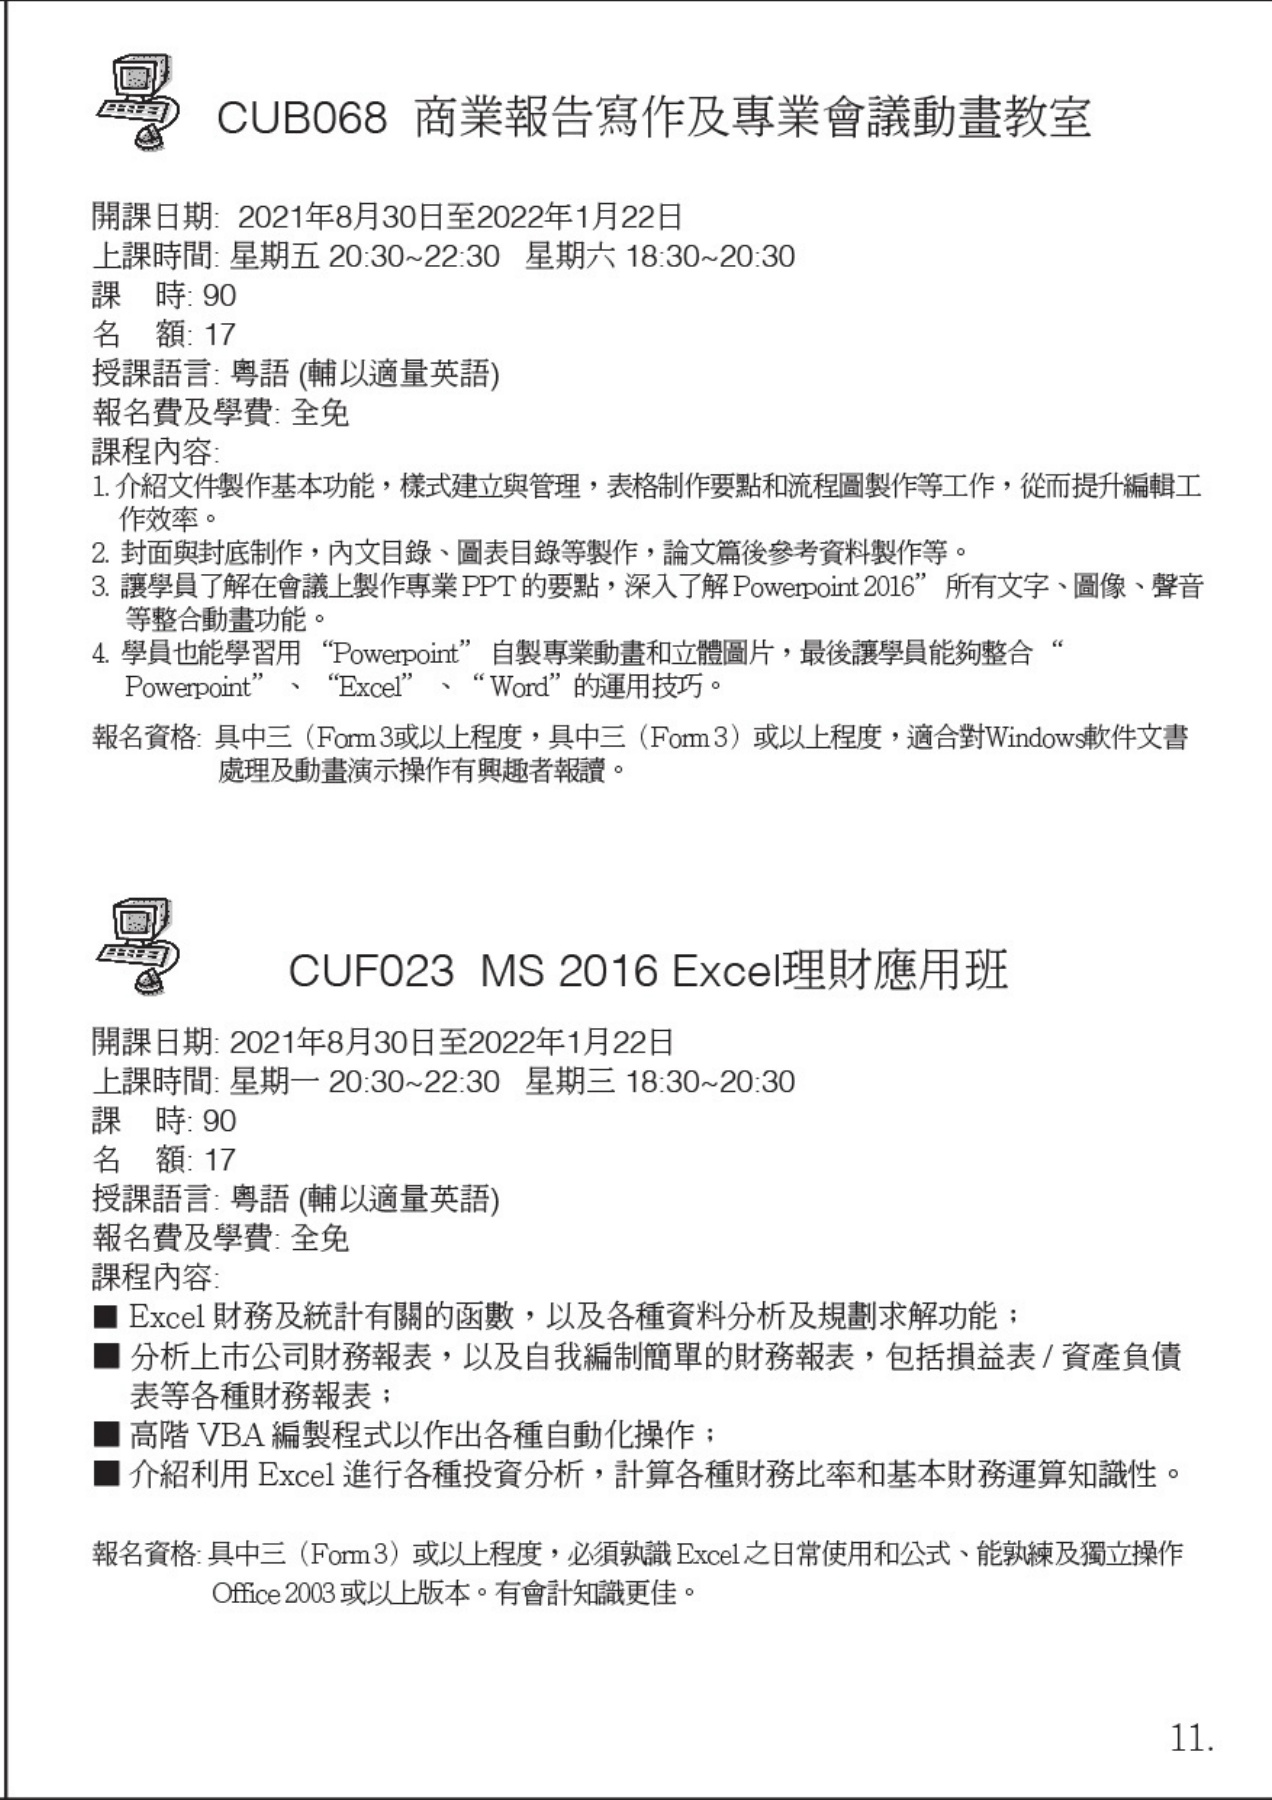 CUB068 商業報告寫作及專業會議動畫教室
開課日期: 2021年8月30日至2022年1月22日
上課時間: 星期五 20:30~22:30 星期六 18:30~20:30
課 時: 90
名 額: 17
授課語言: 粵語 (輔以適量英語)
報名費及學費: 全免
課程內容:
1. 介紹文件製作基本功能，樣式建立與管理，表格制作要點和流程圖製作等工作，從而提升編輯工
作效率。
2. 封面與封底制作，內文目錄、圖表目錄等製作，論文篇後參考資料製作等。
3. 讓學員了解在會議上製作專業 PPT 的要點，深入了解 Powerpoint 2016” 所有文字、圖像、聲音
等整合動畫功能。
4. 學員也能學習用 “Powerpoint” 自製專業動畫和立體圖片，最後讓學員能夠整合 “
Powerpoint” 、 “Excel” 、 “ Word” 的運用技巧。
報名資格: 具中三（Form 3或以上程度，具中三（Form 3）或以上程度，適合對Windows軟件文書
處理及動畫演示操作有興趣者報讀。
CUF023 MS 2016 Excel理財應用班
開課日期: 2021年8月30日至2022年1月22日
上課時間: 星期一 20:30~22:30 星期三 18:30~20:30
課 時: 90
名 額: 17
授課語言: 粵語 (輔以適量英語)
報名費及學費: 全免
課程內容:
■ Excel 財務及統計有關的函數，以及各種資料分析及規劃求解功能；
■ 分析上市公司財務報表，以及自我編制簡單的財務報表，包括損益表 / 資產負債
表等各種財務報表；
■ 高階 VBA 編製程式以作出各種自動化操作；
■ 介紹利用 Excel 進行各種投資分析，計算各種財務比率和基本財務運算知識性。
報名資格: 具中三（Form 3）或以上程度，必須孰識 Excel 之日常使用和公式、能孰練及獨立操作
Office 2003 或以上版本。有會計知識更佳。
11.